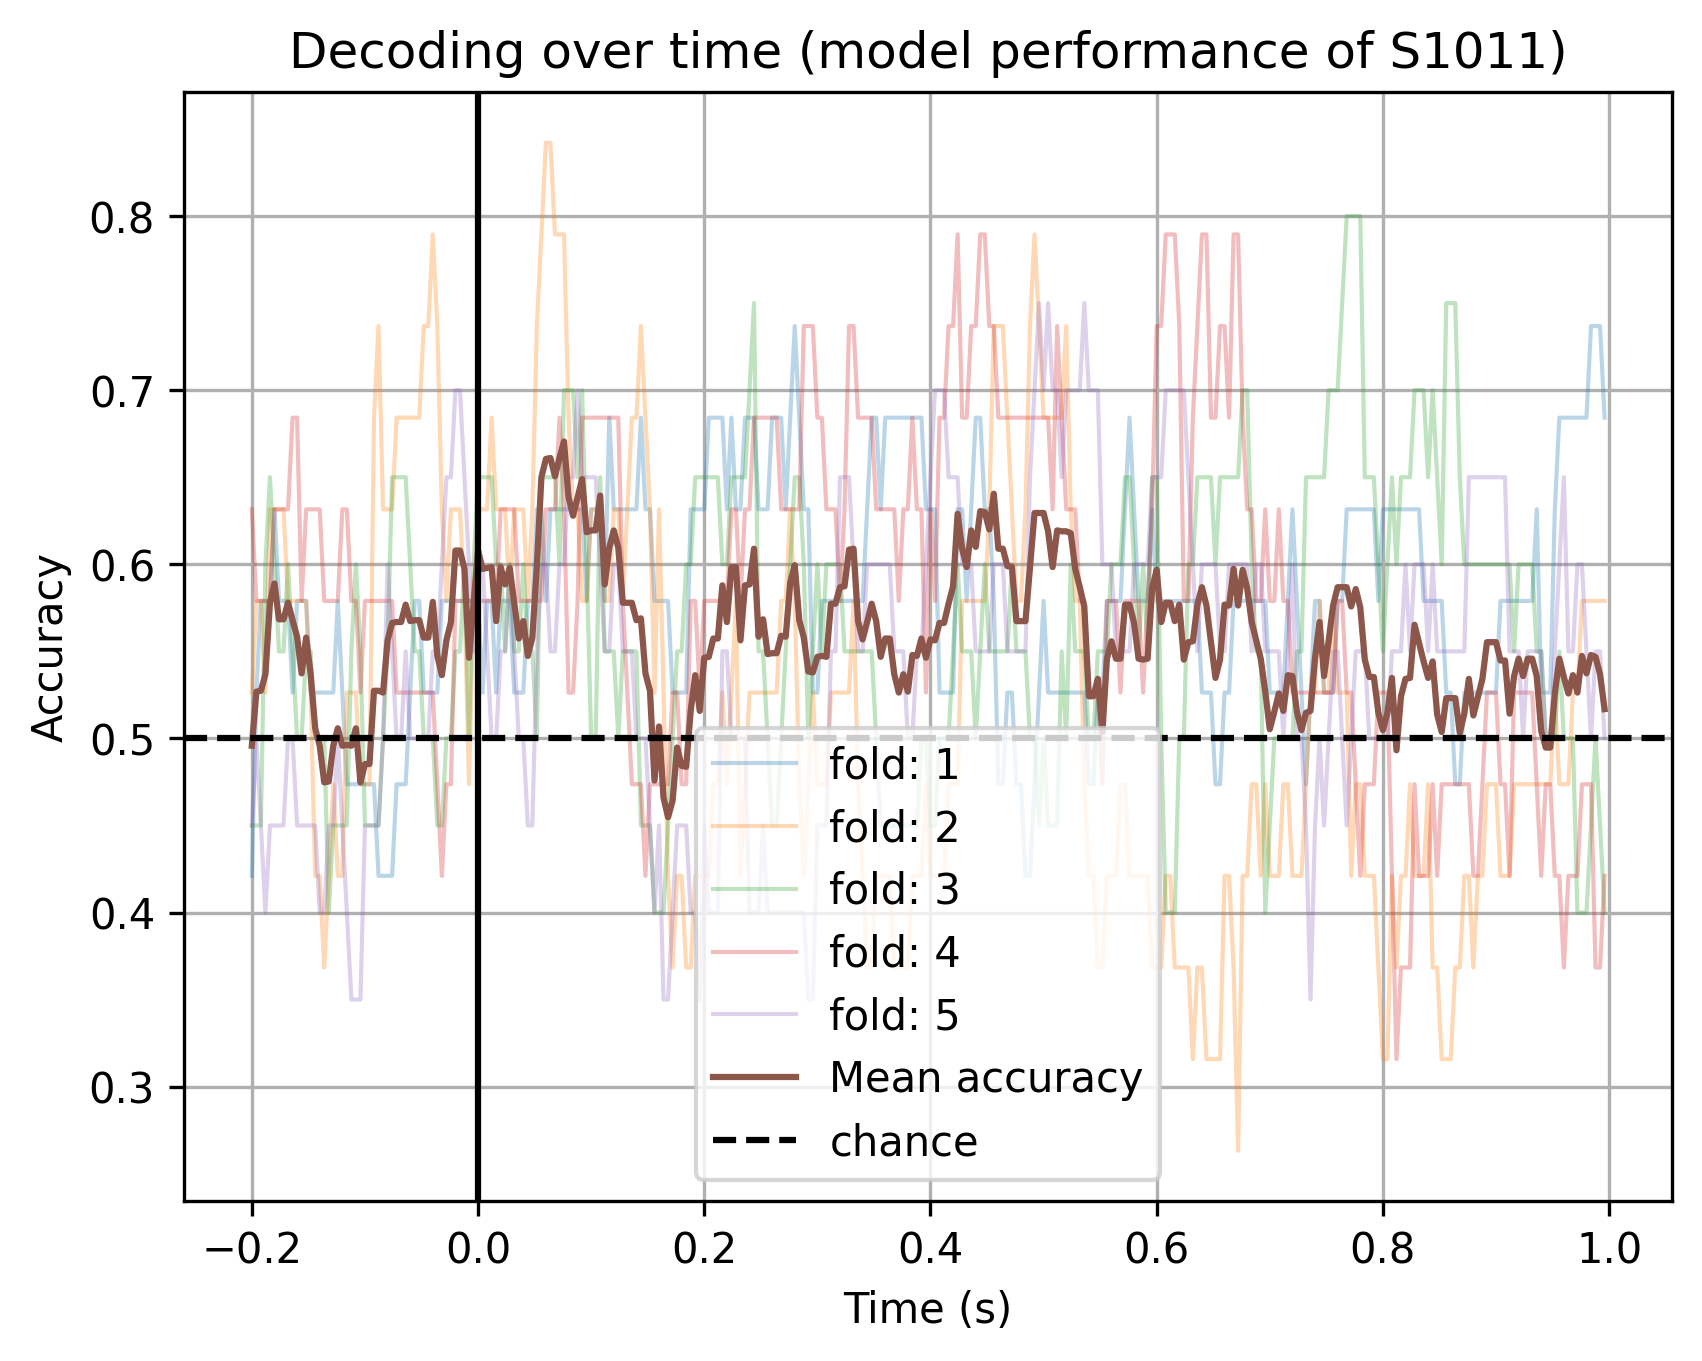 Decoding over time (model performance of S1011)
Accuracy
0.8
0.7
0.6
0.5
0.4
0.3
fold: 1
fold: 2
fold: 3
fold: 4
fold: 5
Mean accuracy
chance
−0.2 0.0 0.2 0.4 0.6 0.8 1.0
Time (s)